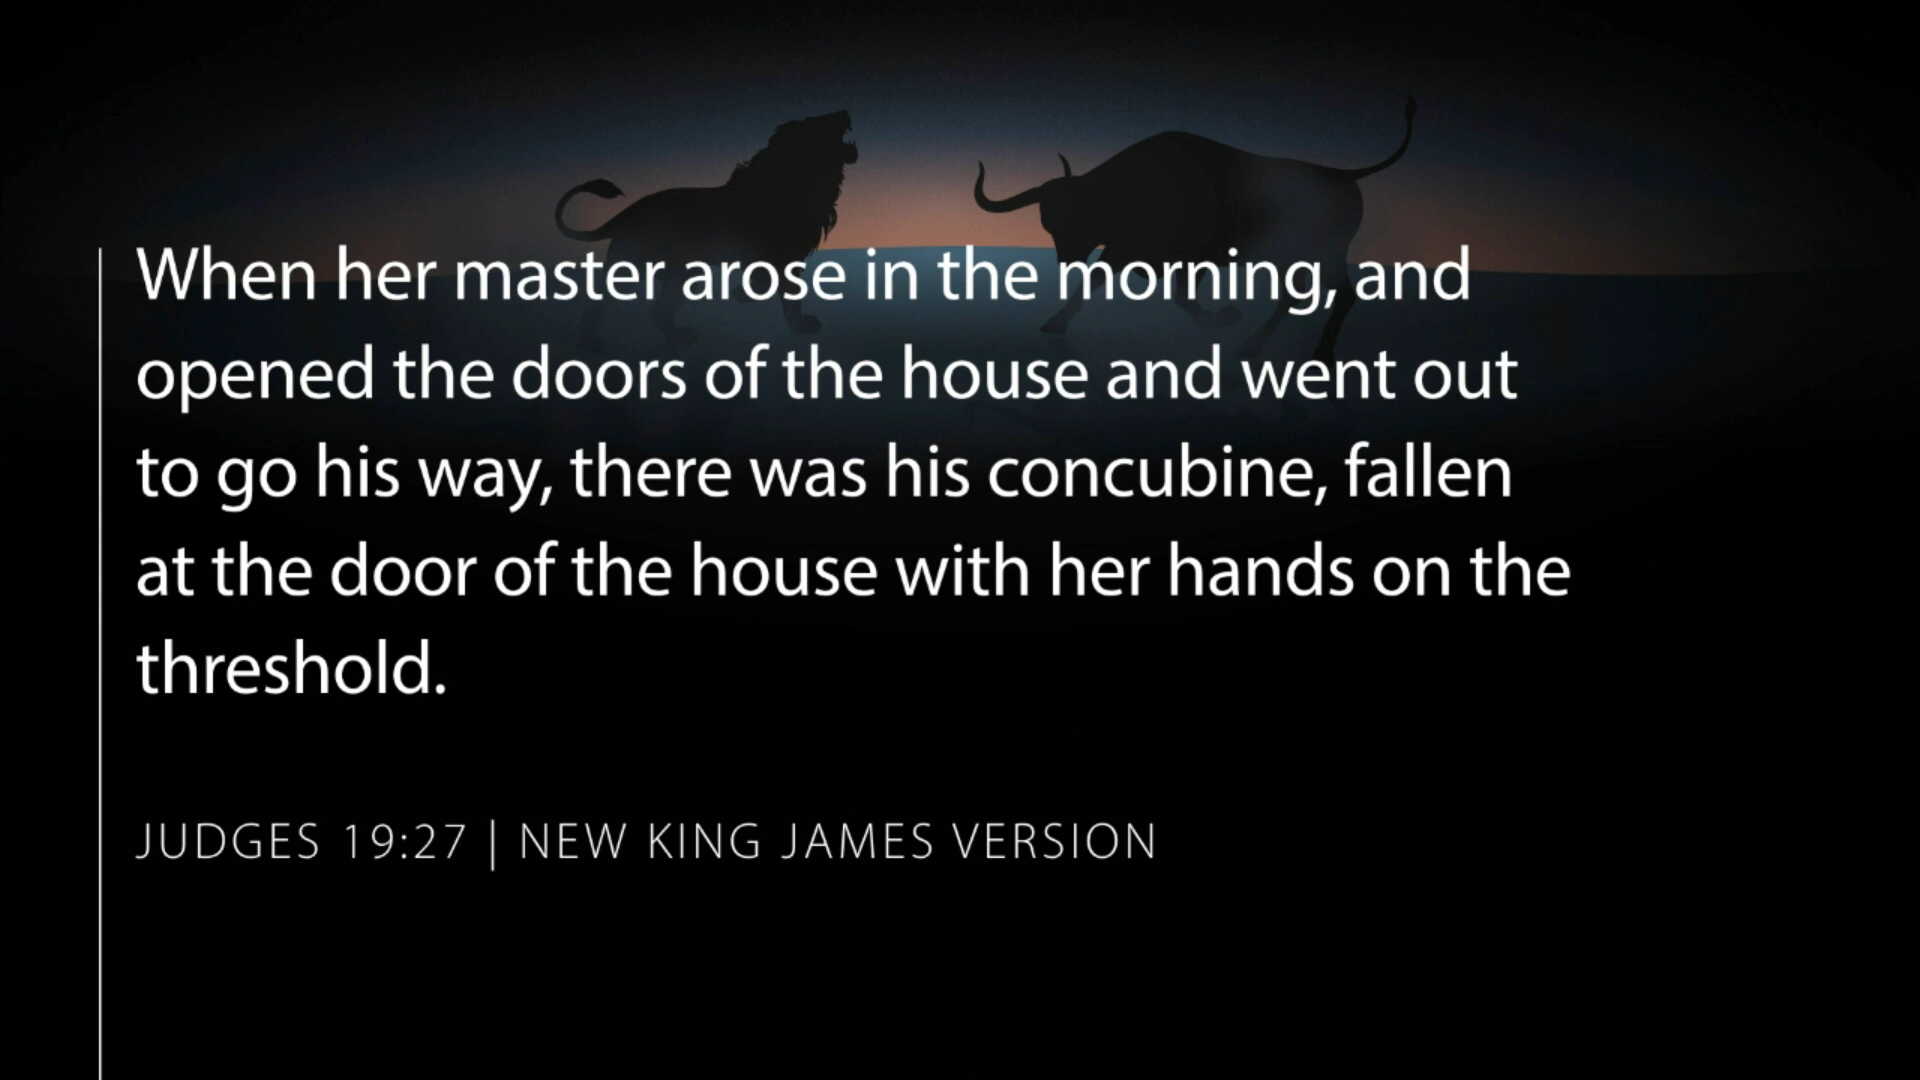 When her master arose in the morning, and
opened the doors of the house and went out
to go his way, there was his concubine, fallen
at the door of the house with her hands on the
threshold.
JUDGES 19:27 | NEW KING JAMES VERSION